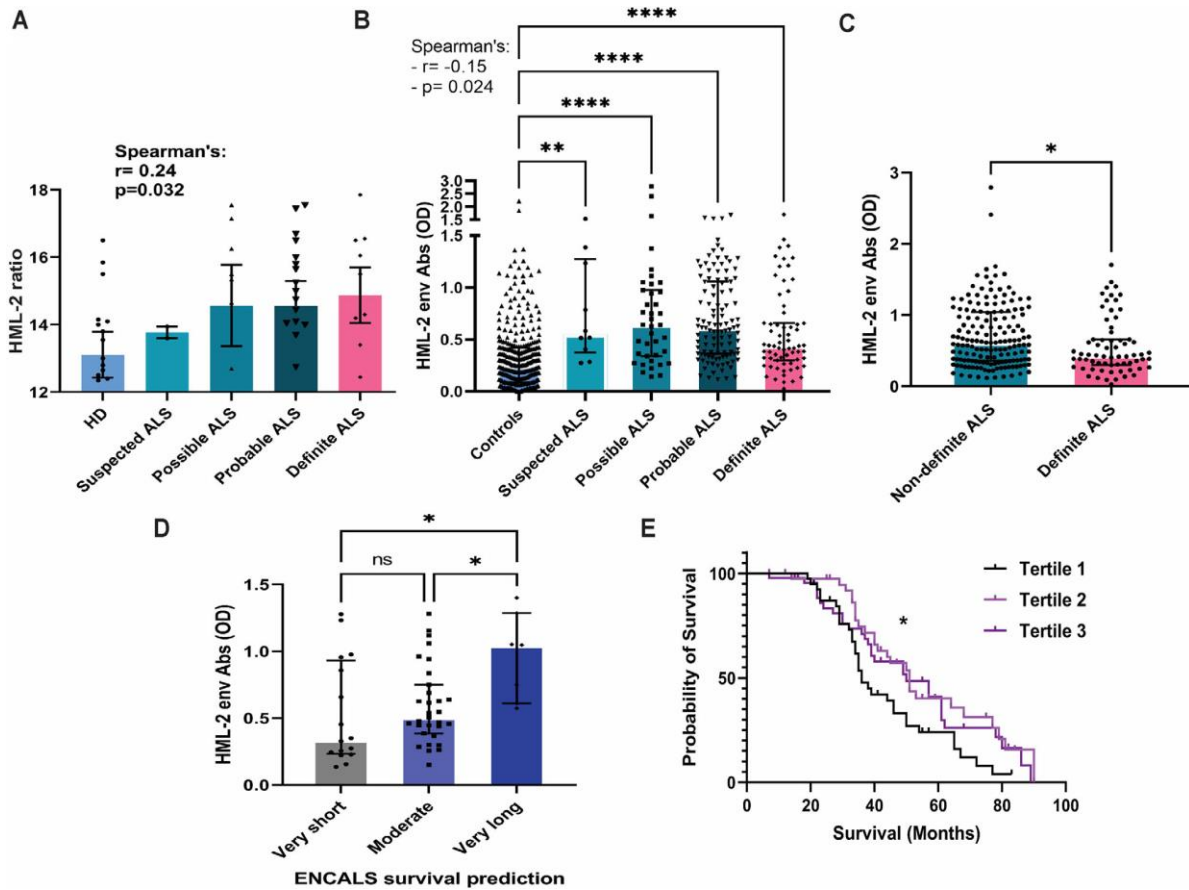 A
Spearman's:
r= 0.24
p=0.032
HML-2 ratio
18
16
14
12
HD
Suspected ALS
Possible ALS
Probable ALS
Definite ALS
B
Spearman's:
- r= -0.15
- p= 0.024
****
****
****
**
HML-2 env Abs (OD)
3.0
2.5
2.0
1.5
1.5
1.0
0.5
0.0
Controls
Suspected ALS
Possible ALS
Probable ALS
Definite ALS
C
*
HML-2 env Abs (OD)
3
2
1
0
Non-definite ALS
Definite ALS
D
*
ns
*
HML-2 env Abs (OD)
1.5
1.0
0.5
0.0
Very short
Moderate
Very long
ENCALS survival prediction
E
Probability of Survival
100
50
0
*
Tertile 1
Tertile 2
Tertile 3
0 20 40 60 80 100
Survival (Months)